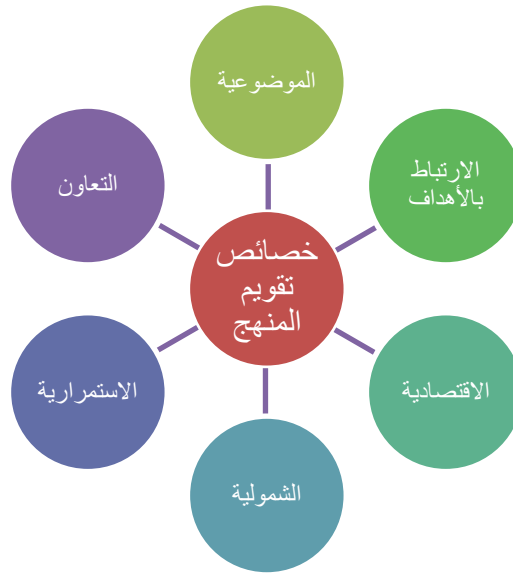 خصائص
تقويم
المنهج
الموضوعية
الارتباط
بالأهداف
الاقتصادية
الشمولية
الاستمرارية
التعاون